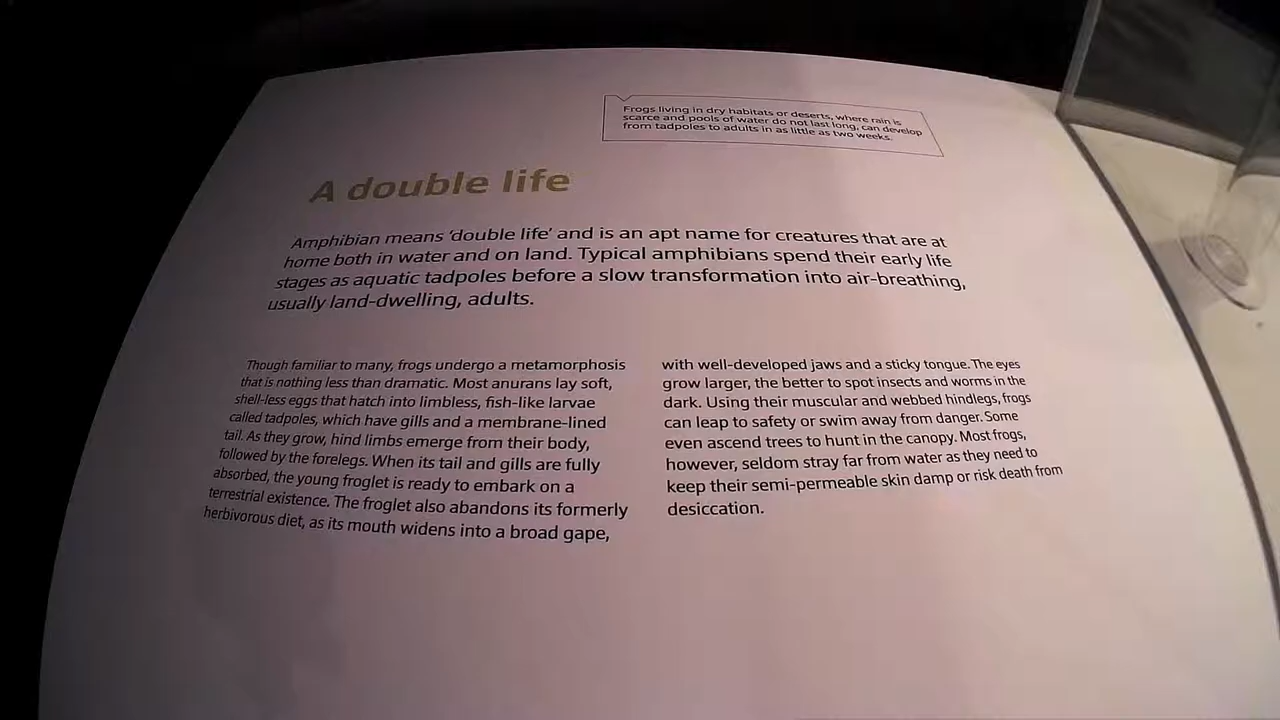 Frogs living in dry habitats or deserts, where rain is
scarce and pools of water do not last long, can develop
from tadpoles to adults in as little as two weeks.
A double life
Amphibian means ‘double life’ and is an apt name for creatures that are at
home both in water and on land. Typical amphibians spend their early life
stages as aquatic tadpoles before a slow transformation into air-breathing,
usually land-dwelling, adults.
Though familiar to many, frogs undergo a metamorphosis
that is nothing less than dramatic. Most anurans lay soft,
shell-less eggs that hatch into limbless, fish-like larvae
called tadpoles, which have gills and a membrane-lined
tail. As they grow, hind limbs emerge from their body,
followed by the forelegs. When its tail and gills are fully
absorbed, the young froglet is ready to embark on a
terrestrial existence. The froglet also abandons its formerly
herbivorous diet, as its mouth widens into a broad gape,
with well-developed jaws and a sticky tongue. The eyes
grow larger, the better to spot insects and worms in the
dark. Using their muscular and webbed hindlegs, frogs
can leap to safety or swim away from danger. Some
even ascend trees to hunt in the canopy. Most frogs,
however, seldom stray far from water as they need to
keep their semi-permeable skin damp or risk death from
desiccation.